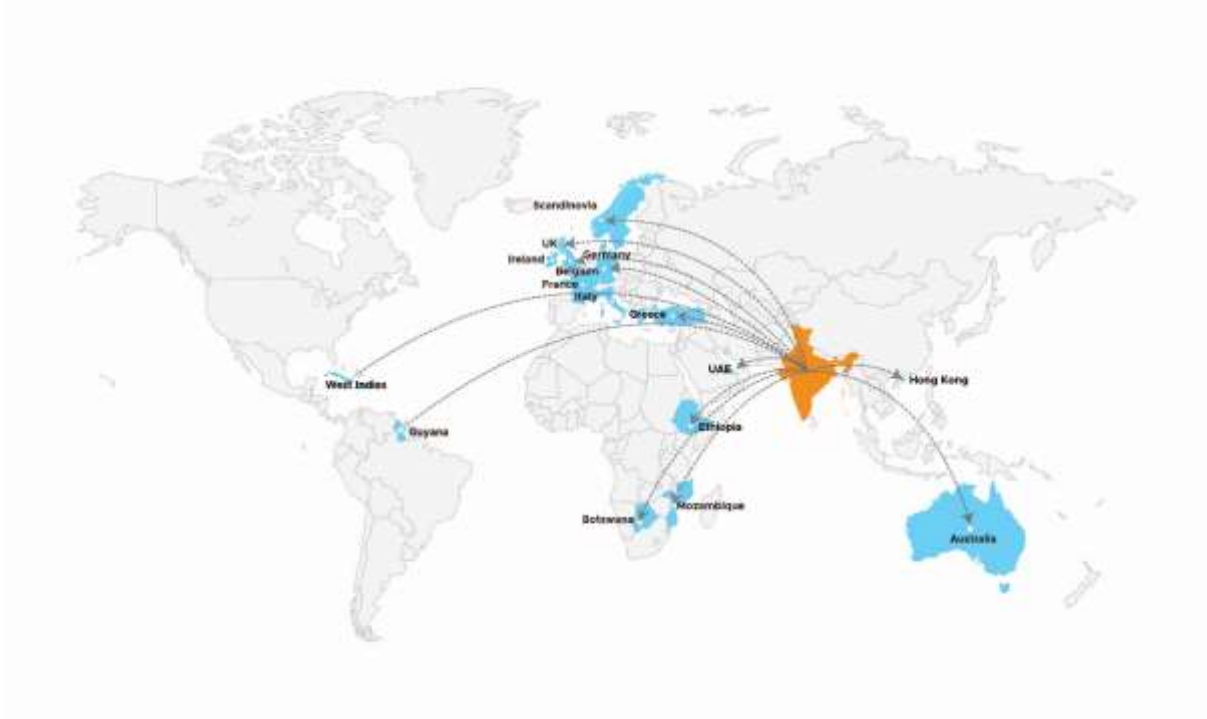 Scandinavia
UK
Germany
Ireland
Belgium
France
Italy
Greece
UAE
Hong Kong
West Indies
Guyana
Ethiopia
Mozambique
Botswana
Australia